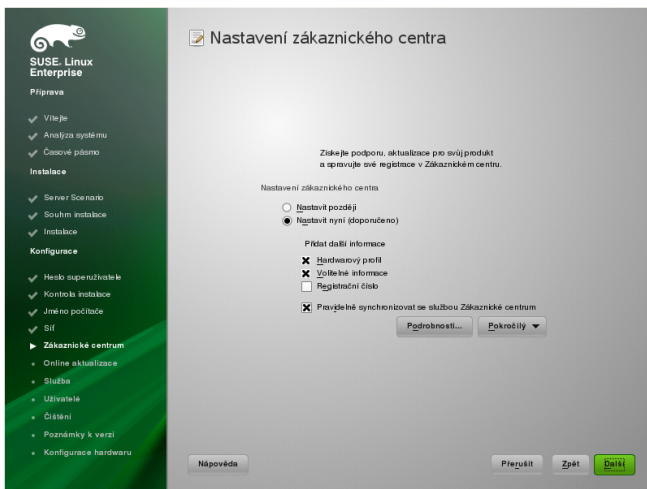 SUSE. Linux
Enterprise
Příprava
Vítejte
Analýza systému
Časové pásmo
Instalace
Server Scenario
Souhrn instalace
Instalace
Konfigurace
Heslo superuživatele
Kontrola instalace
Jméno počítače
Síť
Zákaznické centrum
Online aktualizace
Služba
Uživatelé
Čištění
Poznámky k verzi
Konfigurace hardwaru
Nastavení zákaznického centra
Získejte podporu, aktualizace pro svůj produkt
a spravujte své registrace v Zákaznickém centru.
Nastavení zákaznického centra
Nastavit později
Nastavit nyní (doporučeno)
Přidat další informace
Hardwarový profil
Volitelné informace
Registrační číslo
Pravidelně synchronizovat se službou Zákaznické centrum
Podrobnosti... Pokročilý
Nápověda Přerušit Zpět Další